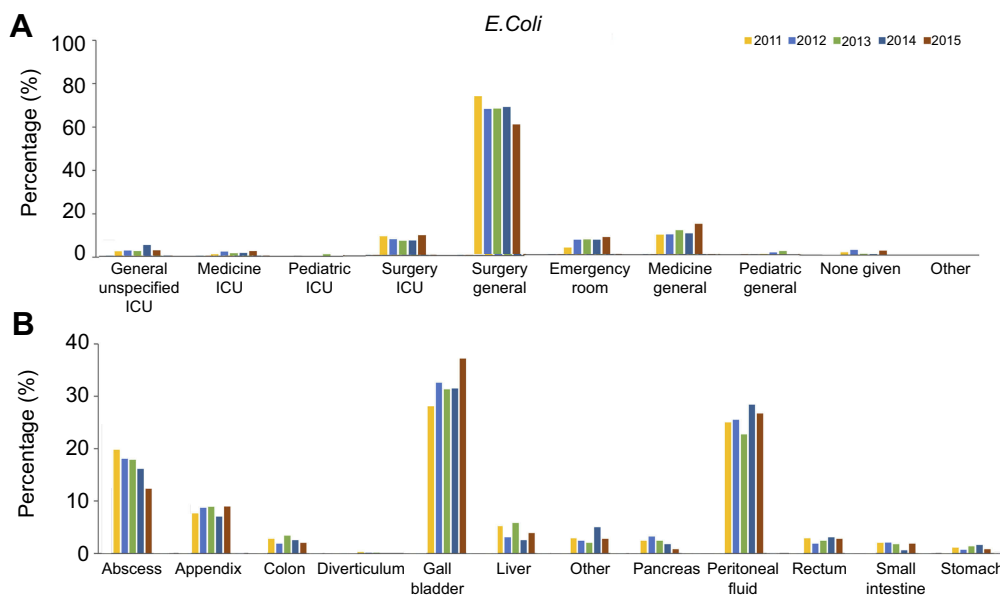 A
E.Coli
2011 2012 2013 2014 2015
Percentage (%)
100
80
60
40
20
0
General unspecified ICU
Medicine ICU
Pediatric ICU
Surgery ICU
Surgery general
Emergency room
Medicine general
Pediatric general
None given
Other
B
Percentage (%)
40
30
20
10
0
Abscess
Appendix
Colon
Diverticulum
Gall bladder
Liver
Other
Pancreas
Peritoneal fluid
Rectum
Small intestine
Stomach